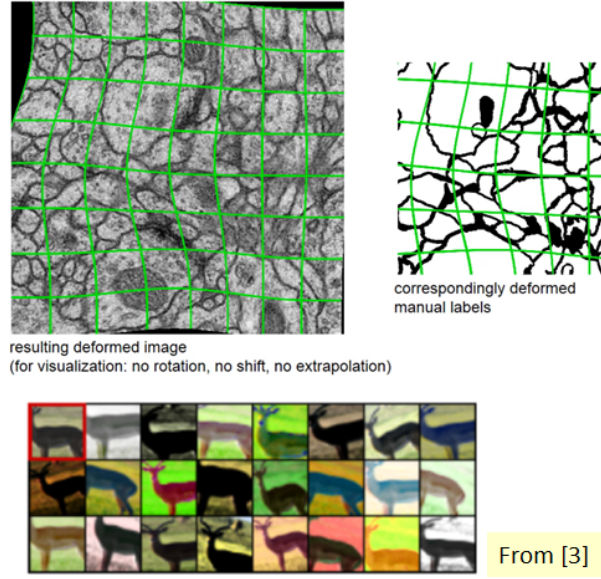 correspondingly deformed
manual labels
resulting deformed image
(for visualization: no rotation, no shift, no extrapolation)
From [3]